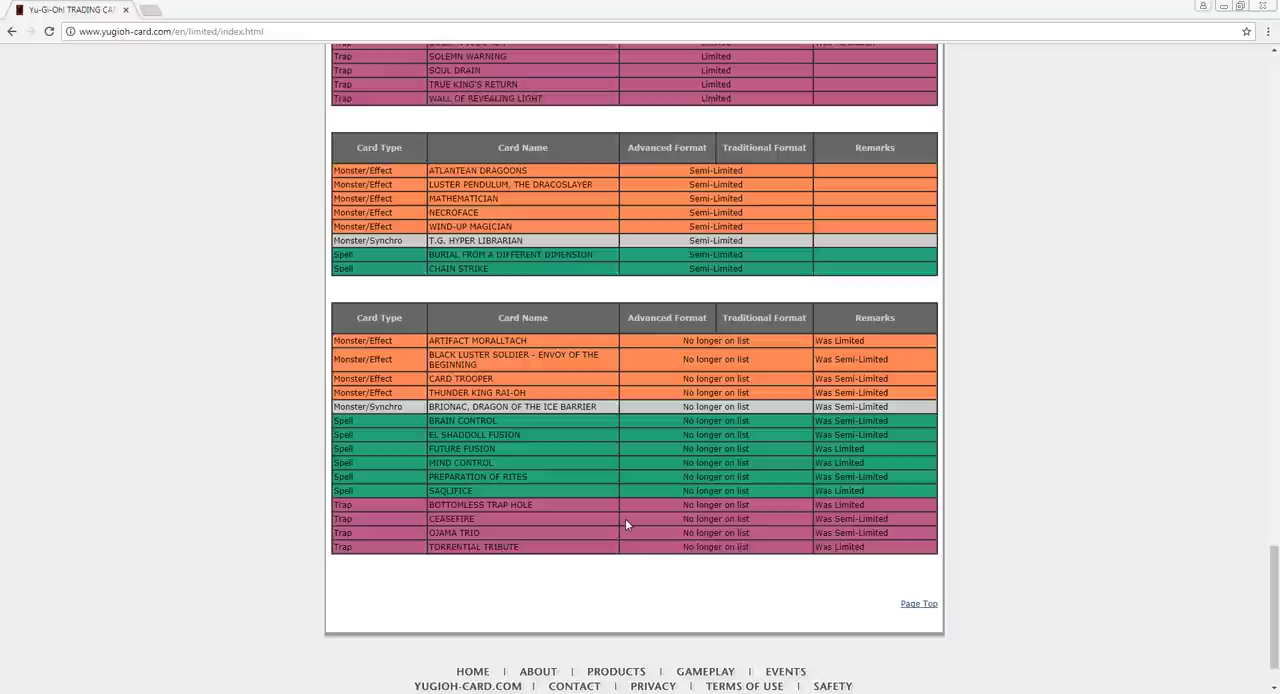 Yu-Gi-Oh! TRADING CA
www.yugioh-card.com/en/limited/index.html
Trap
Trap SOLEMN WARNING Limited
Trap SOUL DRAIN Limited
Trap TRUE KING'S RETURN Limited
Trap WALL OF REVEALING LIGHT Limited
Card Type Card Name Advanced Format Traditional Format Remarks
Monster/Effect ATLANTEAN DRAGOONS Semi-Limited
Monster/Effect LUSTER PENDULUM, THE DRACOSLAYER Semi-Limited
Monster/Effect MATHEMATICIAN Semi-Limited
Monster/Effect NECROFACE Semi-Limited
Monster/Effect WIND-UP MAGICIAN Semi-Limited
Monster/Synchro T.G. HYPER LIBRARIAN Semi-Limited
Spell BURIAL FROM A DIFFERENT DIMENSION Semi-Limited
Spell CHAIN STRIKE Semi-Limited
Card Type Card Name Advanced Format Traditional Format Remarks
Monster/Effect ARTIFACT MORALLTACH No longer on list Was Limited
Monster/Effect BLACK LUSTER SOLDIER - ENVOY OF THE No longer on list Was Semi-Limited
BEGINNING
Monster/Effect CARD TROOPER No longer on list Was Semi-Limited
Monster/Effect THUNDER KING RAI-OH No longer on list Was Semi-Limited
Monster/Synchro BRIONAC, DRAGON OF THE ICE BARRIER No longer on list Was Semi-Limited
Spell BRAIN CONTROL No longer on list Was Semi-Limited
Spell EL SHADDOLL FUSION No longer on list Was Semi-Limited
Spell FUTURE FUSION No longer on list Was Limited
Spell MIND CONTROL No longer on list Was Limited
Spell PREPARATION OF RITES No longer on list Was Semi-Limited
Spell SAQLIFICE No longer on list Was Limited
Trap BOTTOMLESS TRAP HOLE No longer on list Was Limited
Trap CEASEFIRE No longer on list Was Semi-Limited
Trap OJAMA TRIO No longer on list Was Semi-Limited
Trap TORRENTIAL TRIBUTE No longer on list Was Limited
Page Top
HOME | ABOUT | PRODUCTS | GAMEPLAY | EVENTS
YUGIOH-CARD.COM | CONTACT | PRIVACY | TERMS OF USE | SAFETY